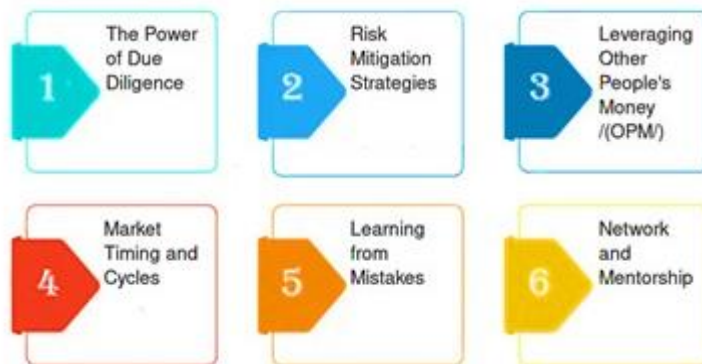 1
The Power
of Due
Diligence
2
Risk
Mitigation
Strategies
3
Leveraging
Other
People's
Money
/(OPM/)
4
Market
Timing and
Cycles
5
Learning
from
Mistakes
6
Network
and
Mentorship